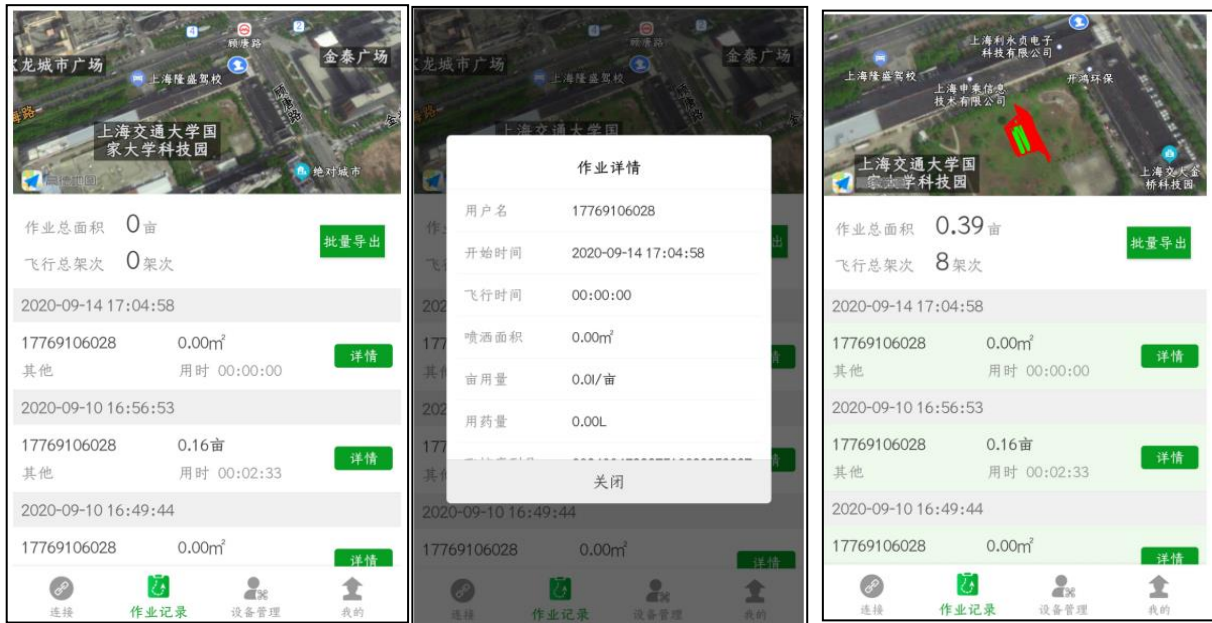 4
2
顾唐路
龙城市广场
金泰广场
上海隆盛驾校
顾唐路
上海交通大学国
家大学科技园
绝对城市
作业总面积 0亩
飞行总架次 0架次
批量导出
2020-09-14 17:04:58
17769106028 0.00㎡
其他 用时 00:00:00
详情
2020-09-10 16:56:53
17769106028 0.16亩
其他 用时 00:02:33
详情
2020-09-10 16:49:44
17769106028 0.00㎡
详情
连接 作业记录 设备管理 我的
4
2
顾唐路
龙城市广场
金泰广场
上海隆盛驾校
顾唐路
上海交通大学国
作业详情
用户名 17769106028
开始时间 2020-09-14 17:04:58
飞行时间 00:00:00
喷洒面积 0.00㎡
亩用量 0.0l/亩
用药量 0.00L
关闭
2020-09-10 16:49:44
17769106028 0.00㎡
详情
连接 作业记录 设备管理 我的
上海利永贞电子
科技有限公司
上海隆盛驾校
开鸿环保
上海申乘信息
技术有限公司
上海交通大学国
家大学科技园
上海交大金
桥科技园
作业总面积 0.39亩
飞行总架次 8架次
批量导出
2020-09-14 17:04:58
17769106028 0.00㎡
其他 用时 00:00:00
详情
2020-09-10 16:56:53
17769106028 0.16亩
其他 用时 00:02:33
详情
2020-09-10 16:49:44
17769106028 0.00㎡
详情
连接 作业记录 设备管理 我的